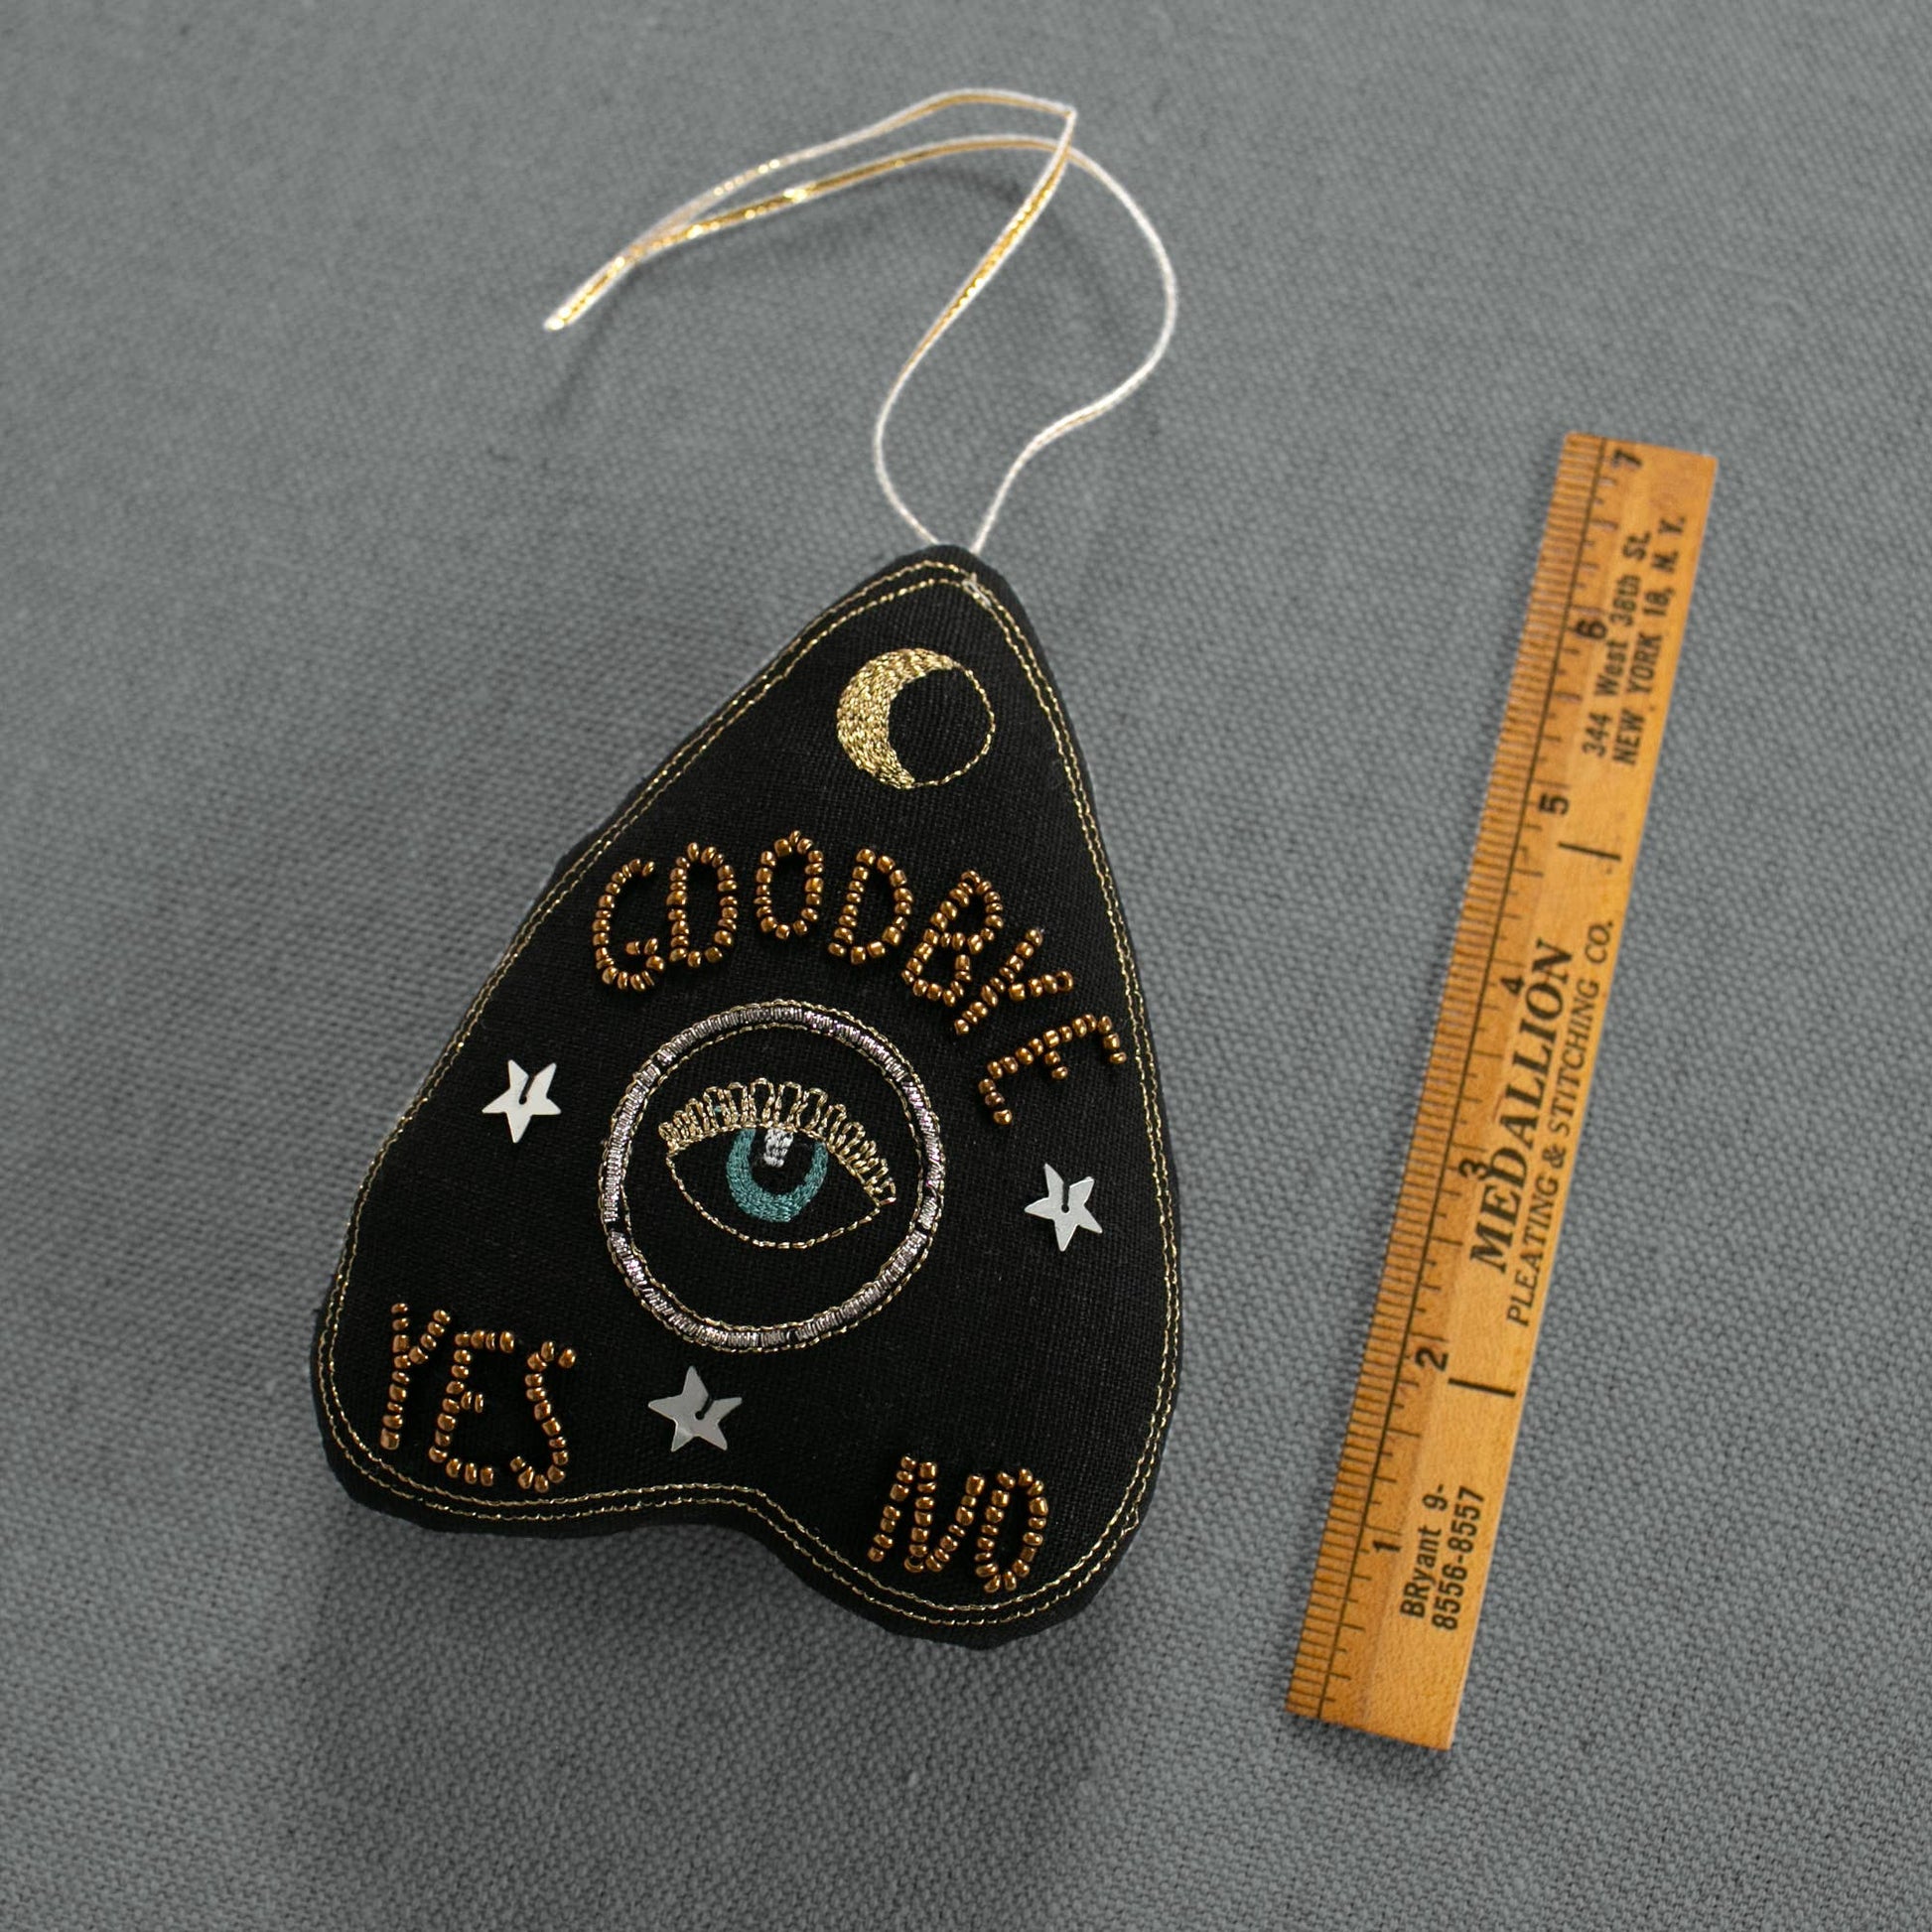 GOODBYE
YES
NO
7
6
5
4
3
2
1
344 West 38th St.
NEW YORK 18, N. Y.
MEDALLION
PLEATING & STITCHING CO.
BRyant 9-
8556-8557